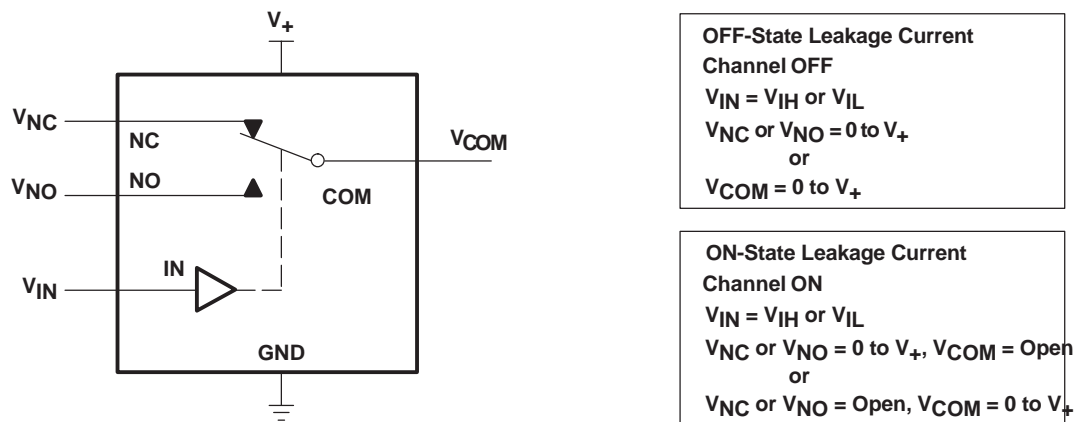 V+
VNC
NC
VCOM
VNO
NO
COM
VIN
IN
GND
OFF-State Leakage Current
Channel OFF
VIN = VIH or VIL
VNC or VNO = 0 to V+
or
VCOM = 0 to V+
ON-State Leakage Current
Channel ON
VIN = VIH or VIL
VNC or VNO = 0 to V+, VCOM = Open
or
VNC or VNO = Open, VCOM = 0 to V+